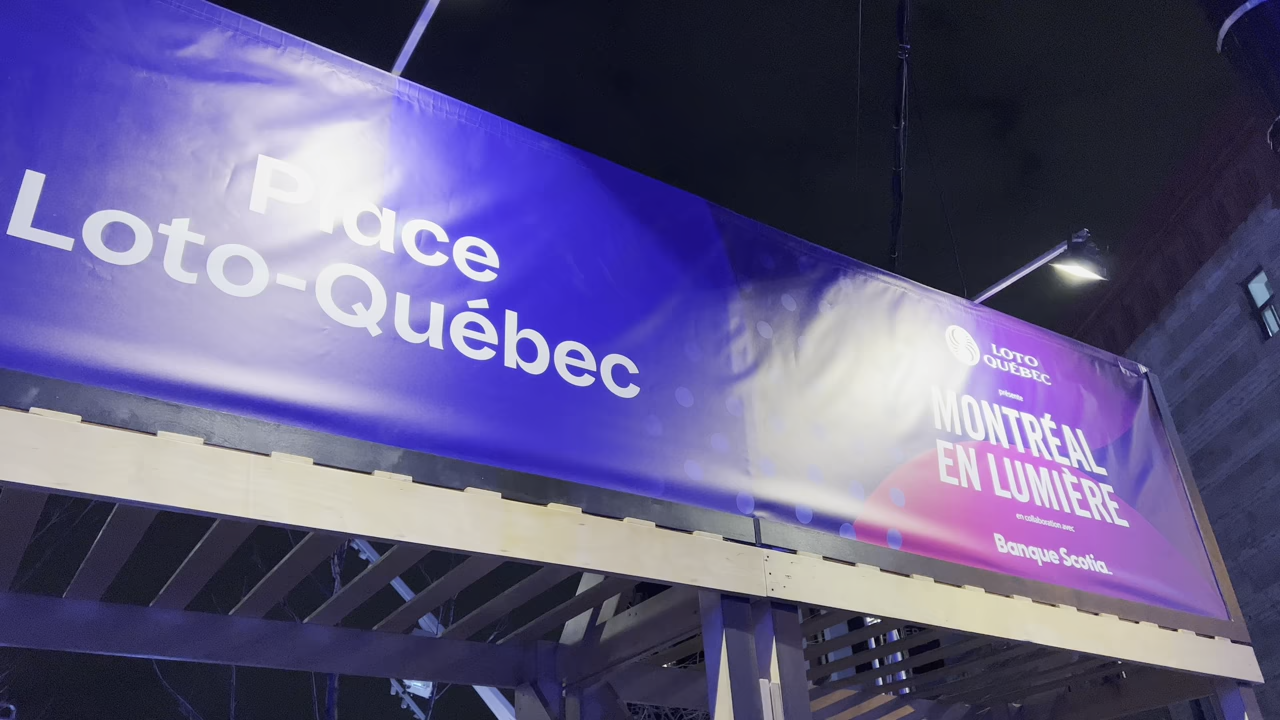 Place
Loto-Québec
LOTO
QUÉBEC
présente
MONTRÉAL
EN LUMIÈRE
en collaboration avec
Banque Scotia.